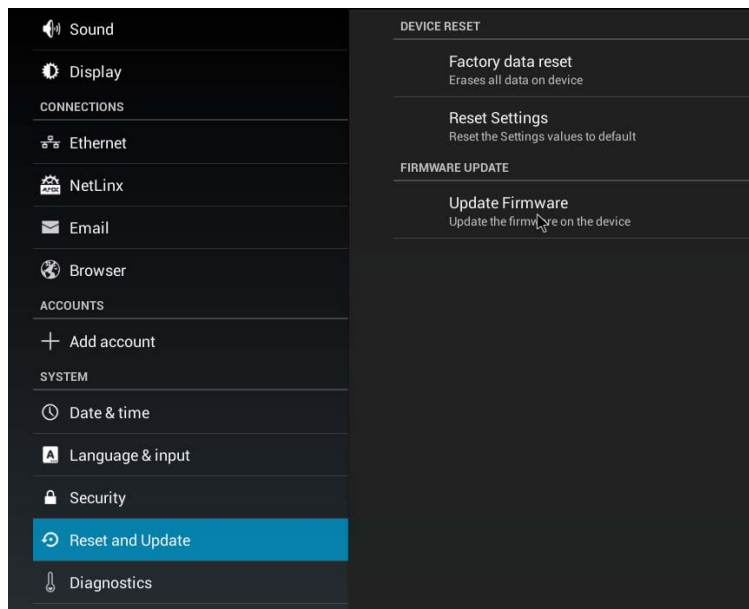 Sound
Display
CONNECTIONS
Ethernet
AMX NetLinx
Email
Browser
ACCOUNTS
Add account
SYSTEM
Date & time
A Language & input
Security
Reset and Update
Diagnostics
DEVICE RESET
Factory data reset
Erases all data on device
Reset Settings
Reset the Settings values to default
FIRMWARE UPDATE
Update Firmware
Update the firmware on the device